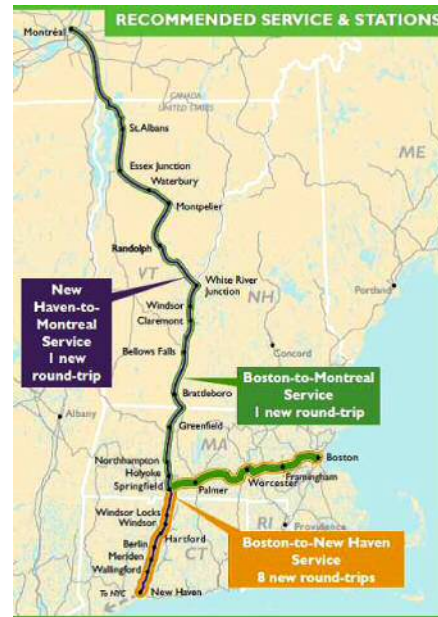 RECOMMENDED SERVICE & STATIONS
Montréal
CANADA
UNITED STATES
St. Albans
ME
Essex Junction
Waterbury
Montpelier
Randolph
VT
New
Haven-to-
Montreal
Service
1 new
round-trip
White River
Junction
Portland
NH
Windsor
Claremont
Concord
Bellows Falls
Boston-to-Montreal
Service
1 new round-trip
Brattleboro
Albany
Greenfield
MA
Northhampton
Holyoke
Springfield
Boston
Framingham
Worcester
Palmer
Windsor Locks
Windson
RI
Providence
Hartford
Berlin
CT
Meriden
Wallingford
Boston-to-New Haven
Service
8 new round-trips
To NYC
New Haven